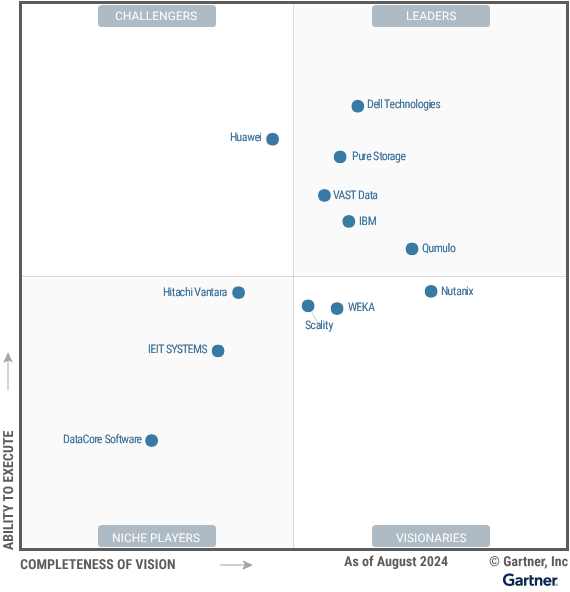 CHALLENGERS
LEADERS
Dell Technologies
Huawei
Pure Storage
VAST Data
IBM
Qumulo
Hitachi Vantara
Nutanix
WEKA
Scality
IEIT SYSTEMS
DataCore Software
ABILITY TO EXECUTE
NICHE PLAYERS
VISIONARIES
COMPLETENESS OF VISION
As of August 2024
© Gartner, Inc
Gartner